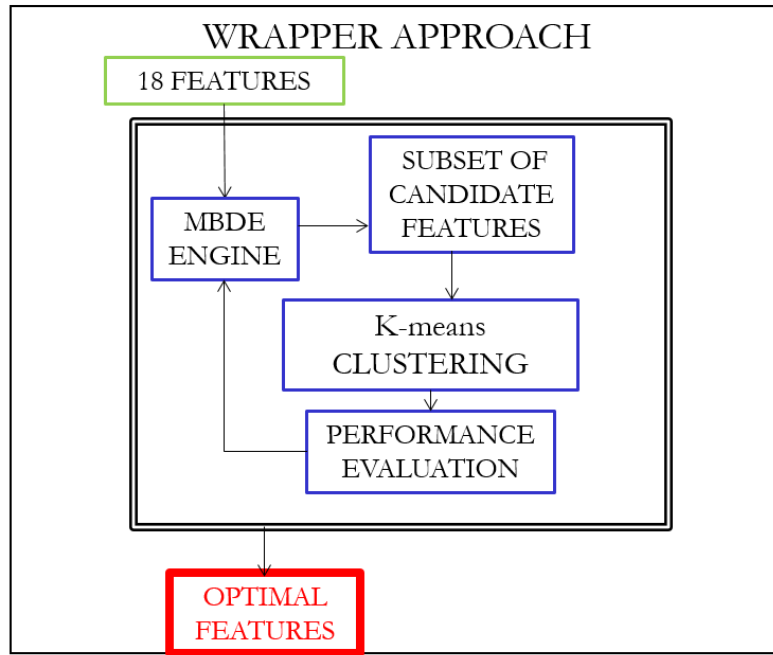 WRAPPER APPROACH
18 FEATURES
SUBSET OF
CANDIDATE
FEATURES
MBDE
ENGINE
K-means
CLUSTERING
PERFORMANCE
EVALUATION
OPTIMAL
FEATURES